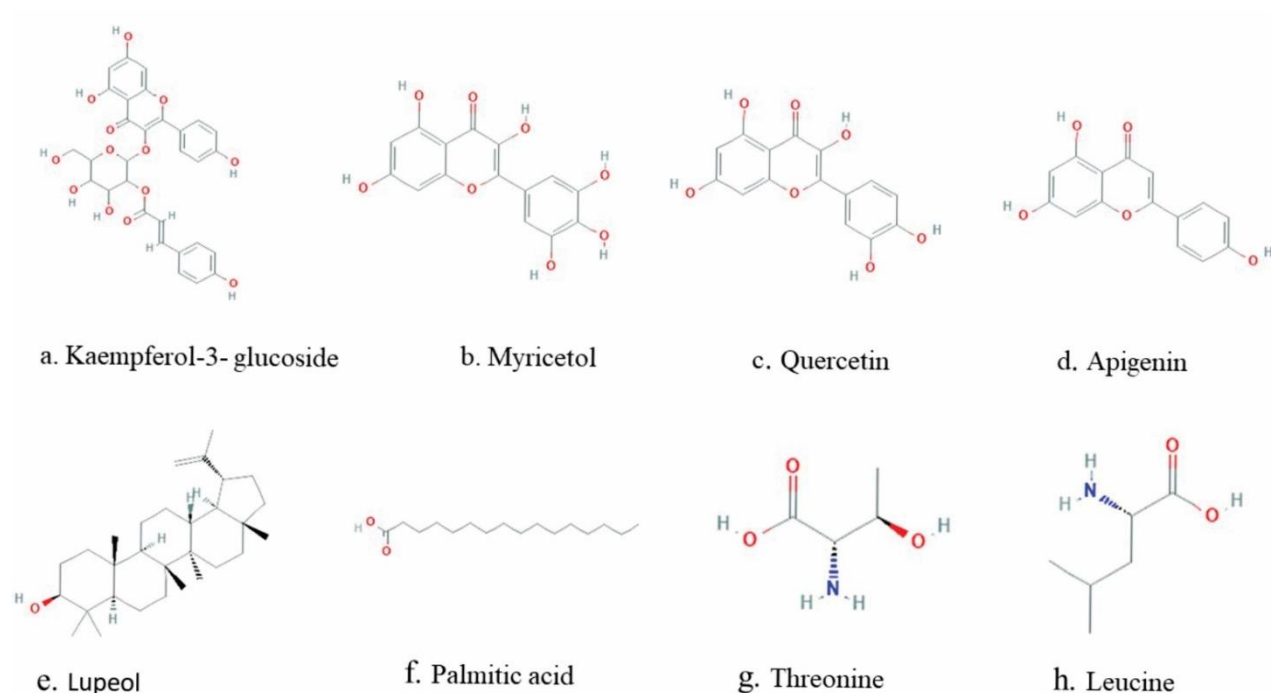 a. Kaempferol-3- glucoside
b. Myricetol
c. Quercetin
d. Apigenin
e. Lupeol
f. Palmitic acid
g. Threonine
h. Leucine